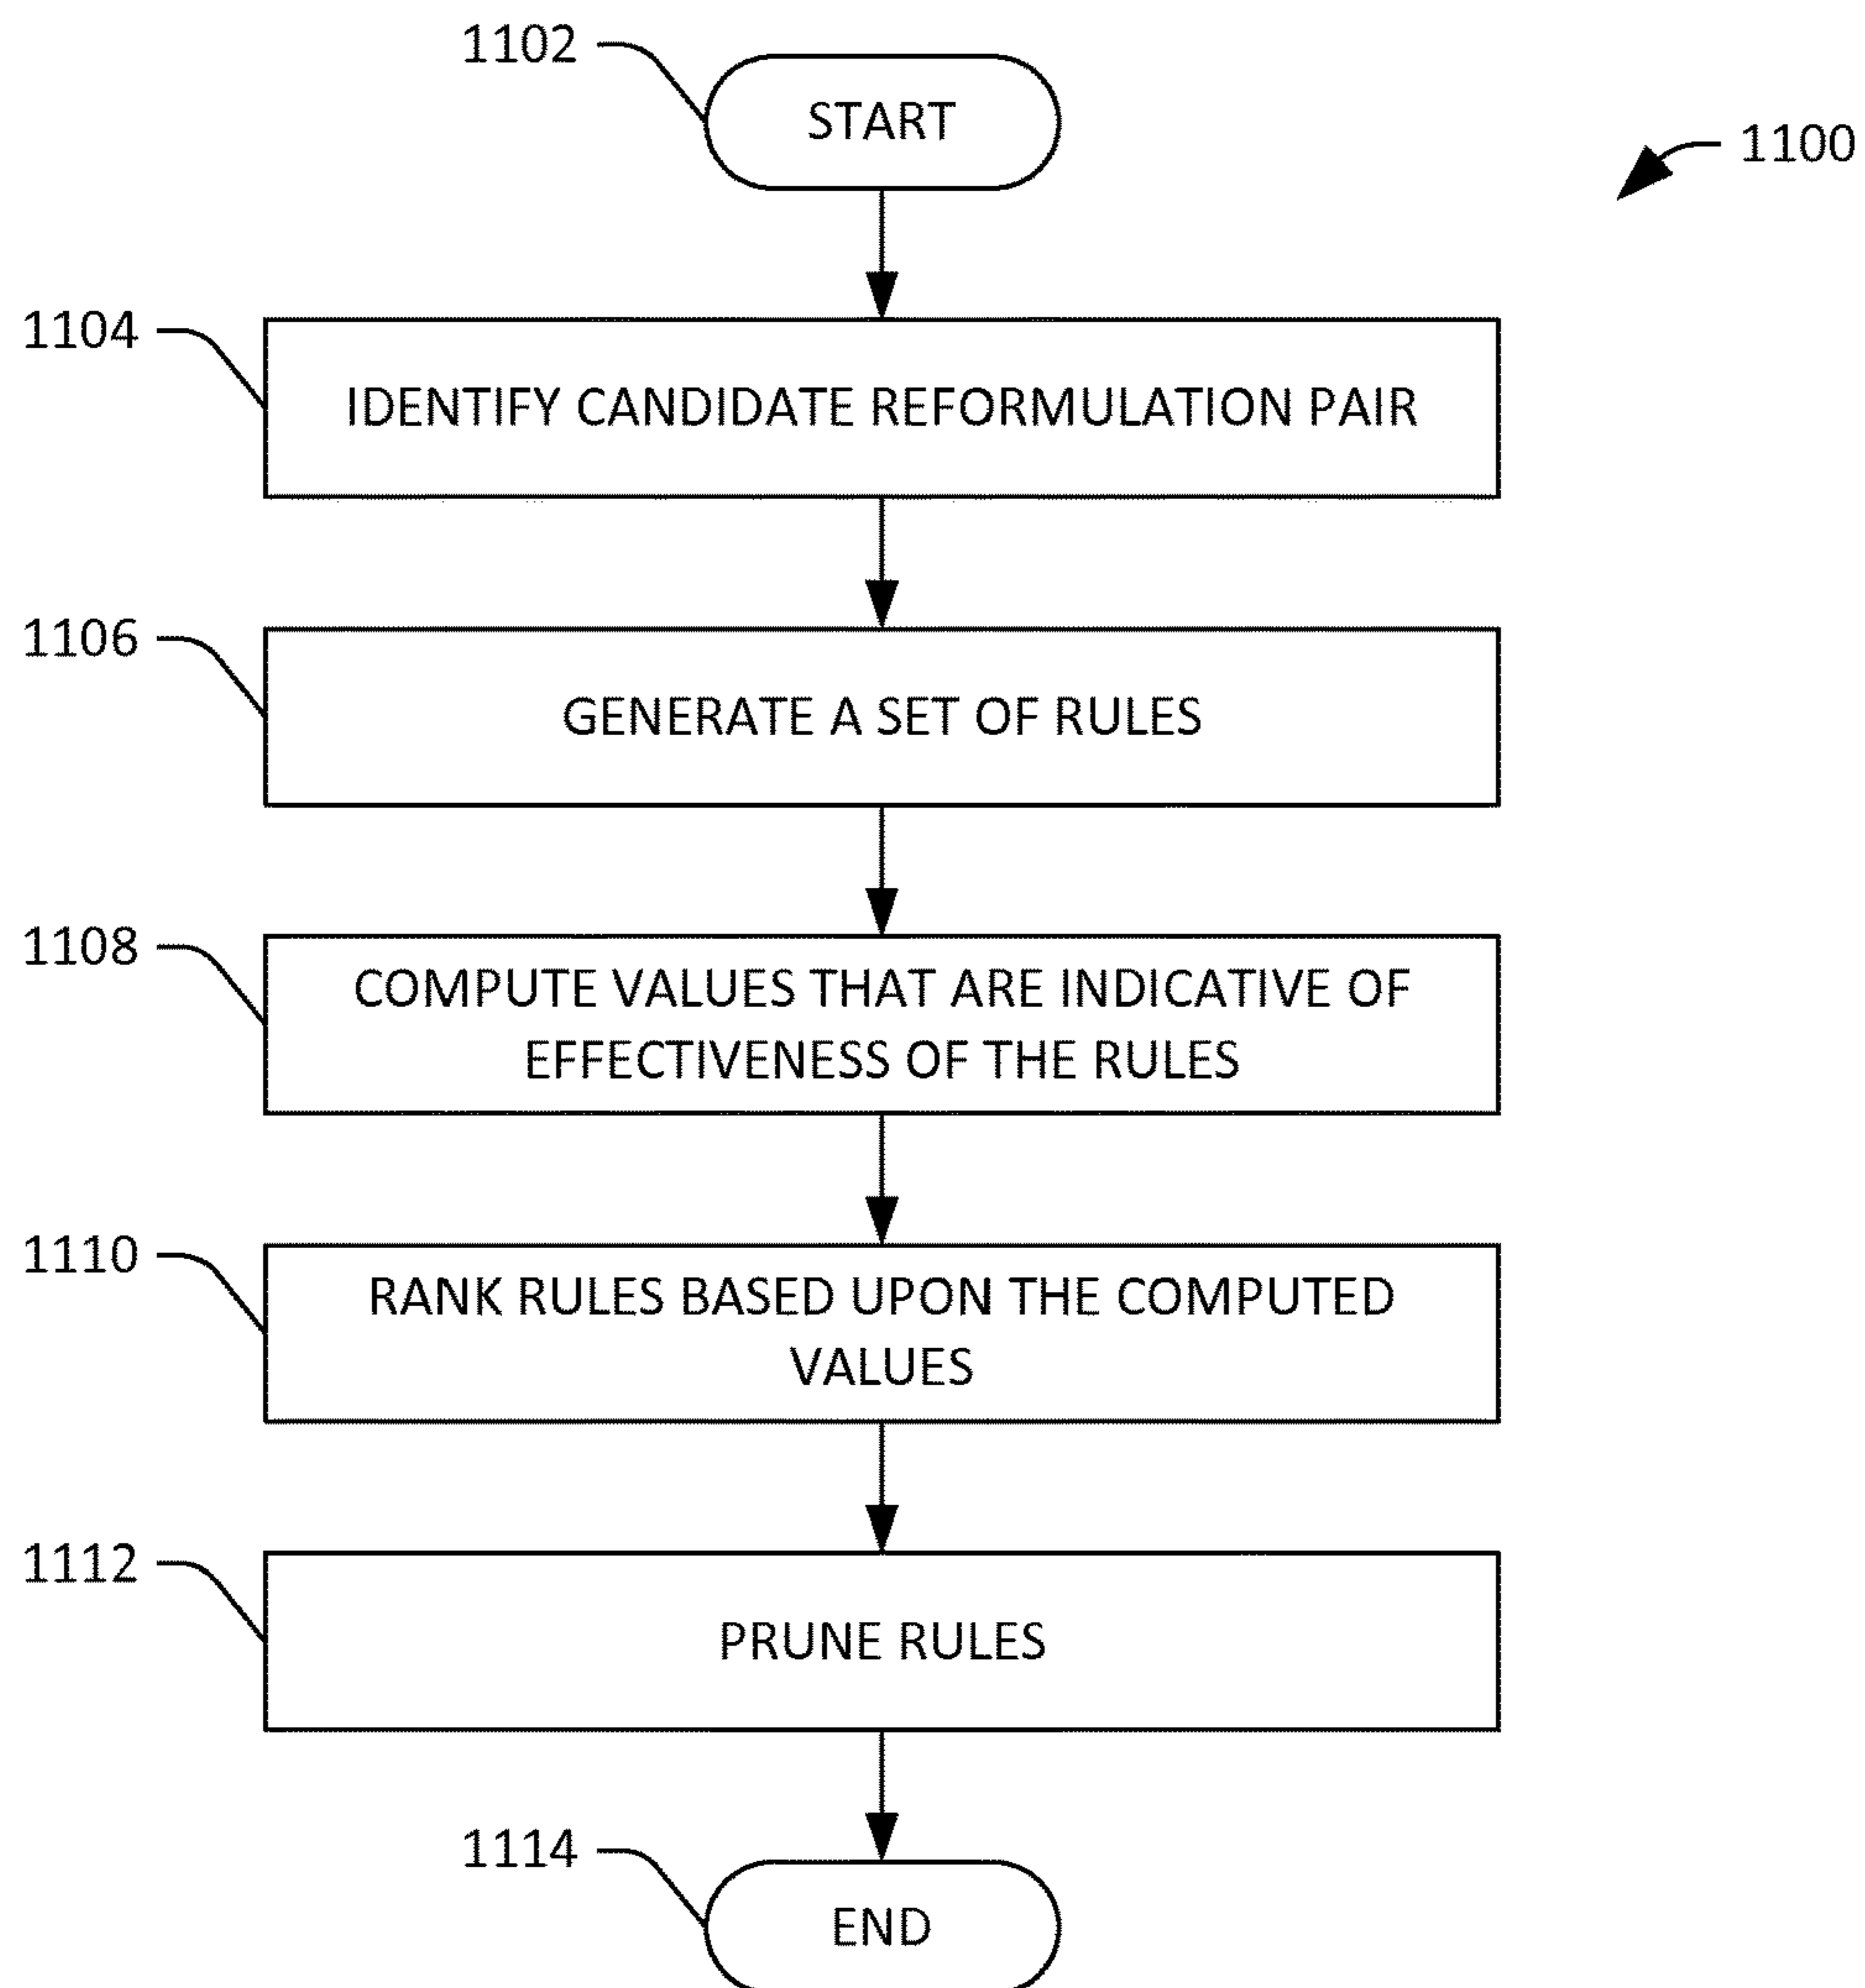 1102
START
1100
1104
IDENTIFY CANDIDATE REFORMULATION PAIR
1106
GENERATE A SET OF RULES
1108
COMPUTE VALUES THAT ARE INDICATIVE OF
EFFECTIVENESS OF THE RULES
1110
RANK RULES BASED UPON THE COMPUTED
VALUES
1112
PRUNE RULES
1114
END